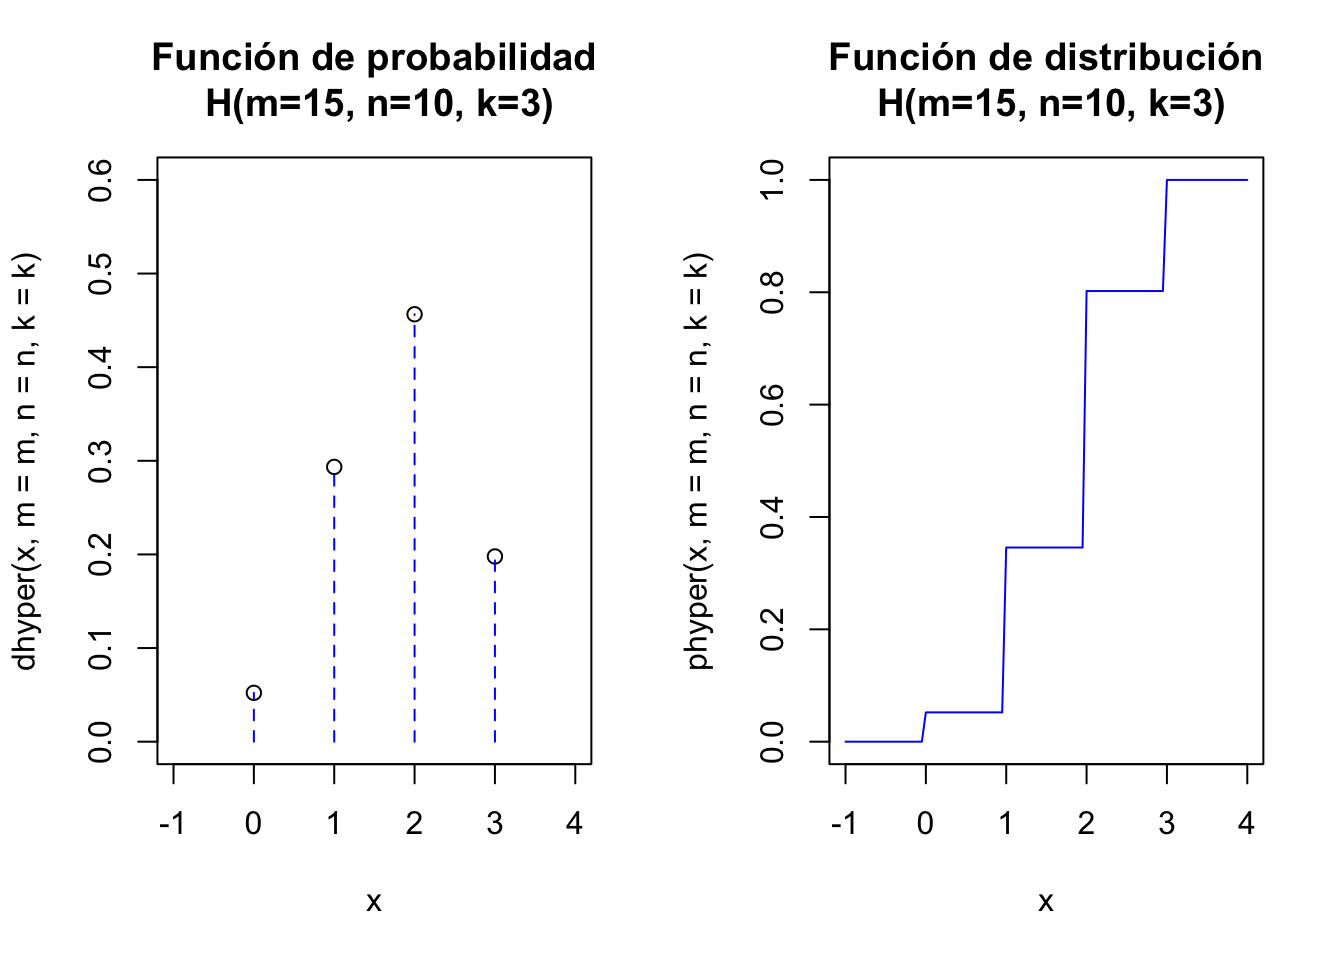 Función de probabilidad
H(m=15, n=10, k=3)
dhyper(x, m = m, n = n, k = k)
0.6
0.5
0.4
0.3
0.2
0.1
0.0
-1 0 1 2 3 4
x
Función de distribución
H(m=15, n=10, k=3)
phyper(x, m = m, n = n, k = k)
1.0
0.8
0.6
0.4
0.2
0.0
-1 0 1 2 3 4
x